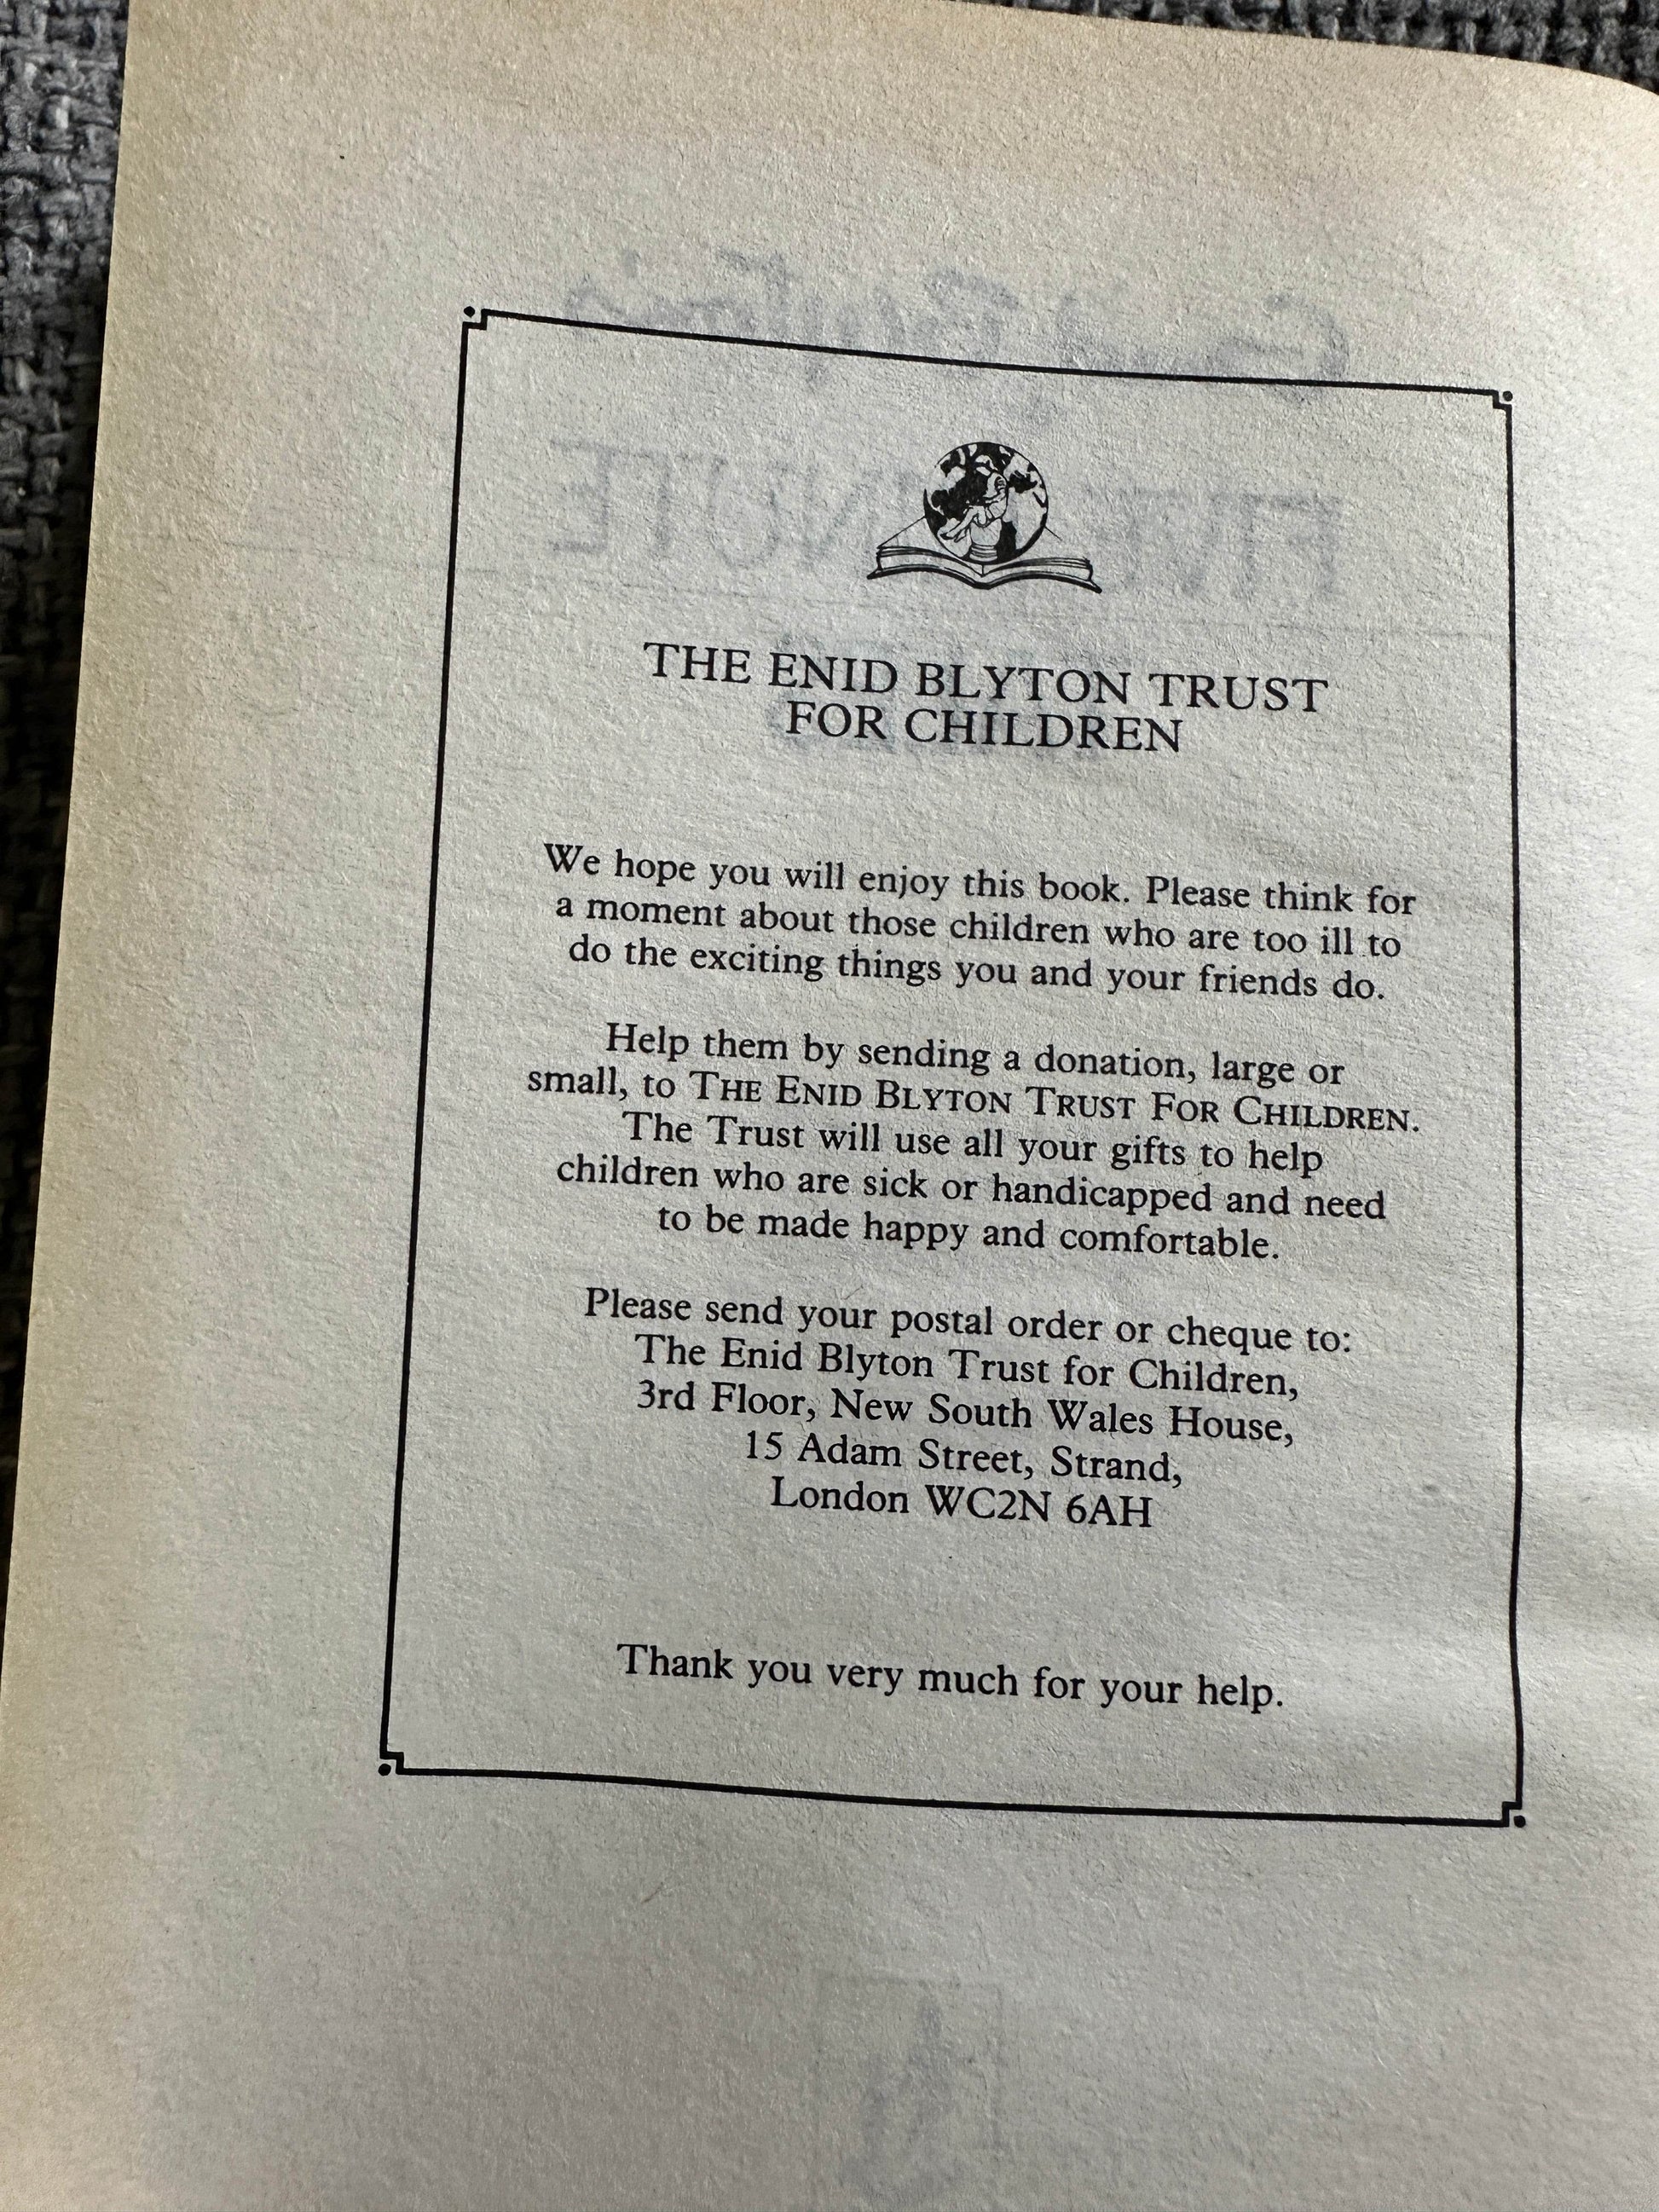 THE ENID BLYTON TRUST
FOR CHILDREN
We hope you will enjoy this book. Please think for
a moment about those children who are too ill to
do the exciting things you and your friends do.
Help them by sending a donation, large or
small, to THE ENID BLYTON TRUST FOR CHILDREN.
The Trust will use all your gifts to help
children who are sick or handicapped and need
to be made happy and comfortable.
Please send your postal order or cheque to:
The Enid Blyton Trust for Children,
3rd Floor, New South Wales House,
15 Adam Street, Strand,
London WC2N 6AH
Thank you very much for your help.